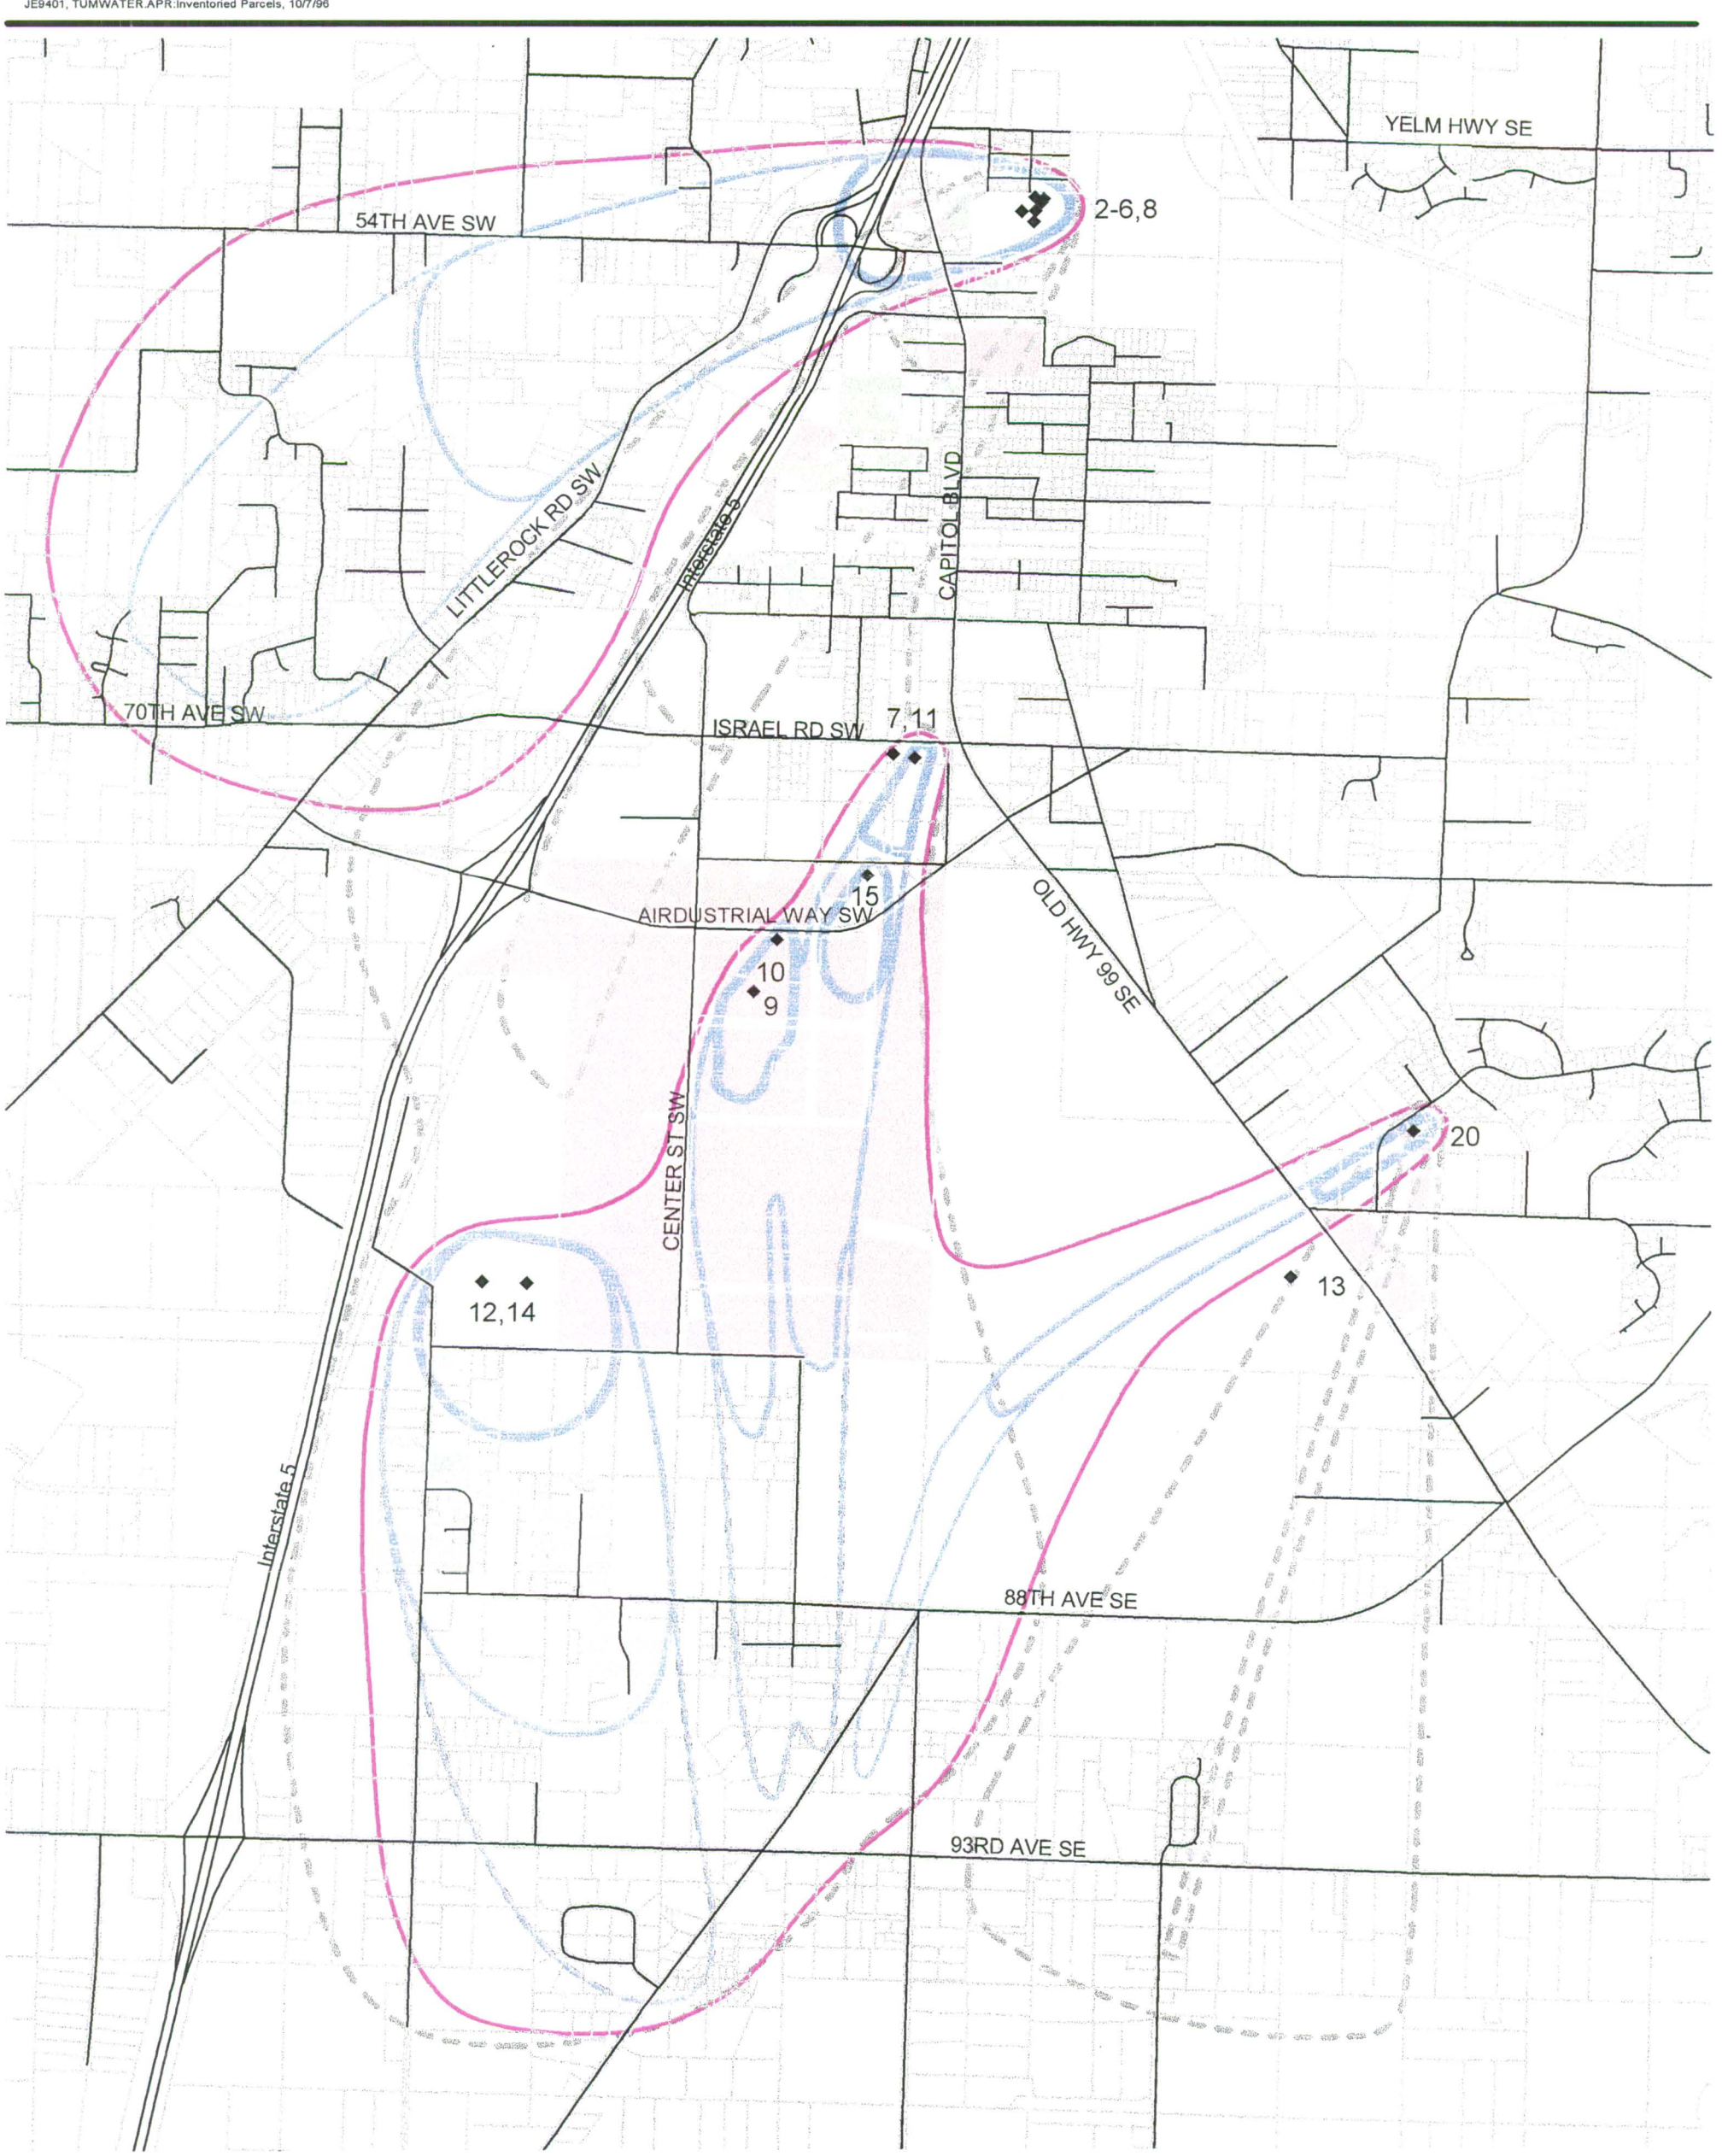 JE9401, TUMWATER.APR:Inventoried Parcels, 10/7/96
YELM HWY SE
2-6,8
54TH AVE SW
LITTLEROCK RD SW
Interstate 5
CAPITOL BLVD
70TH AVE SW
ISRAEL RD SW
7,11
15
AIRDUSTRIAL WAY SW
OLD HWY 99 SE
10
9
CENTER ST SW
20
13
12,14
Interstate 5
88TH AVE SE
93RD AVE SE